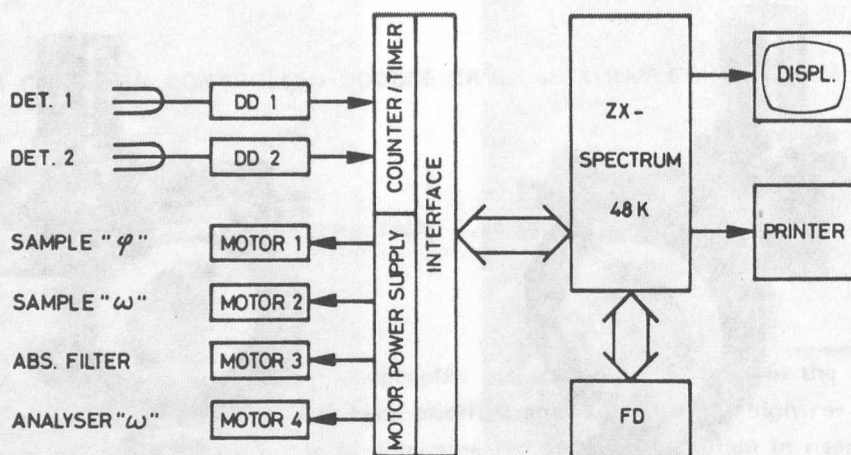 DET. 1
DD 1
DET. 2
DD 2
COUNTER/TIMER
SAMPLE "φ"
MOTOR 1
SAMPLE "ω"
MOTOR 2
ABS. FILTER
MOTOR 3
ANALYSER "ω"
MOTOR 4
MOTOR POWER SUPPLY
INTERFACE
ZX-
SPECTRUM
48K
DISPL.
PRINTER
FD